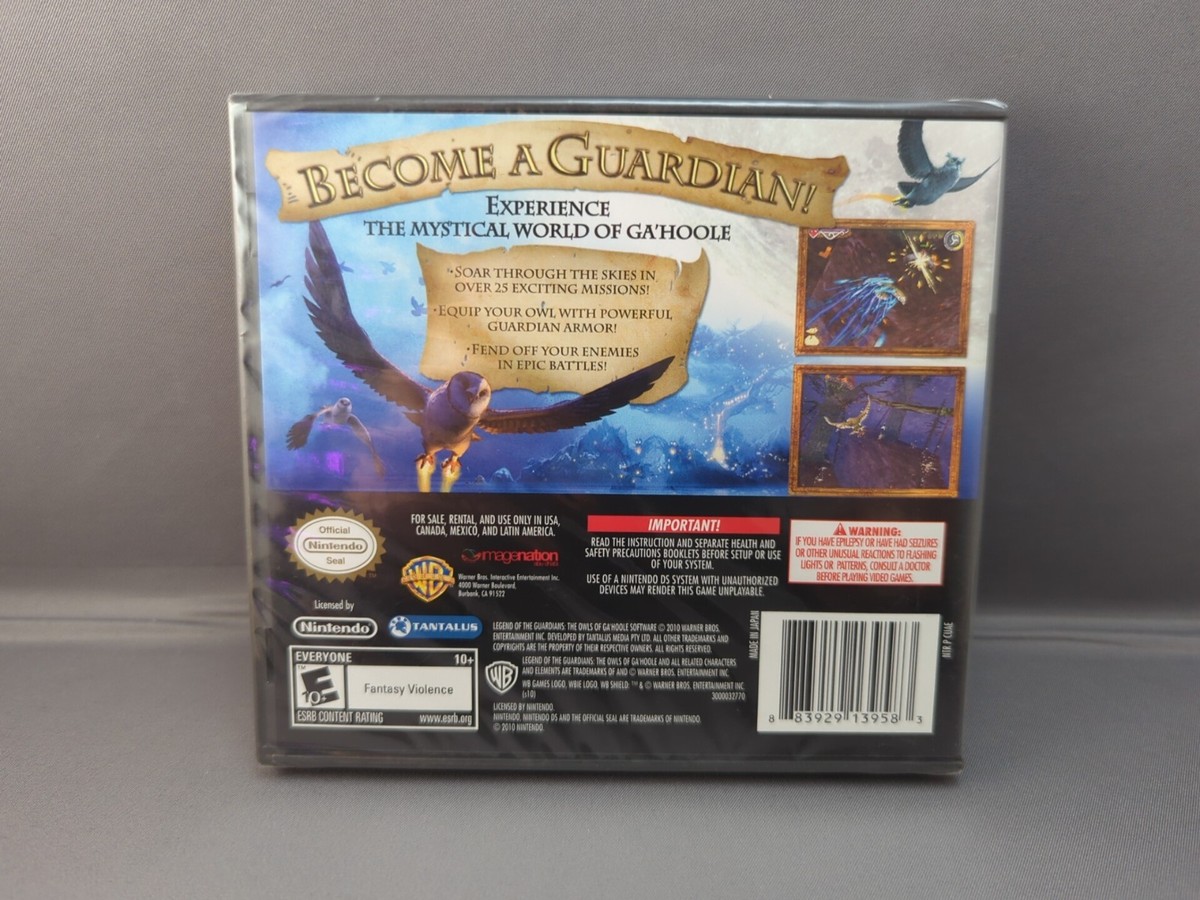 BECOME A GUARDIAN!
EXPERIENCE
THE MYSTICAL WORLD OF GA'HOOLE
•SOAR THROUGH THE SKIES IN
OVER 25 EXCITING MISSIONS!
•EQUIP YOUR OWL WITH POWERFUL
GUARDIAN ARMOR!
•FEND OFF YOUR ENEMIES
IN EPIC BATTLES!
Official
Nintendo
Seal
TM
FOR SALE, RENTAL, AND USE ONLY IN USA,
CANADA, MEXICO, AND LATIN AMERICA.
WB
imagenation
abu dhabi
Warner Bros. Interactive Entertainment Inc.
4000 Warner Boulevard,
Burbank, CA 91522
IMPORTANT!
READ THE INSTRUCTION AND SEPARATE HEALTH AND
SAFETY PRECAUTIONS BOOKLETS BEFORE SETUP OR USE
OF YOUR SYSTEM.
USE OF A NINTENDO DS SYSTEM WITH UNAUTHORIZED
DEVICES MAY RENDER THIS GAME UNPLAYABLE.
WARNING:
IF YOU HAVE EPILEPSY OR HAVE HAD SEIZURES
OR OTHER UNUSUAL REACTIONS TO FLASHING
LIGHTS OR PATTERNS, CONSULT A DOCTOR
BEFORE PLAYING VIDEO GAMES.
Licensed by
Nintendo
TANTALUS
EVERYONE 10+
E
10+
Fantasy Violence
ESRB CONTENT RATING www.esrb.org
LEGEND OF THE GUARDIANS: THE OWLS OF GA'HOOLE SOFTWARE © 2010 WARNER BROS.
ENTERTAINMENT INC. DEVELOPED BY TANTALUS MEDIA PTY LTD. ALL OTHER TRADEMARKS AND
COPYRIGHTS ARE THE PROPERTY OF THEIR RESPECTIVE OWNERS. ALL RIGHTS RESERVED.
WB
LEGEND OF THE GUARDIANS: THE OWLS OF GA'HOOLE AND ALL RELATED CHARACTERS
AND ELEMENTS ARE TRADEMARKS OF AND © WARNER BROS. ENTERTAINMENT INC.
WB GAMES LOGO, WBIE LOGO, WB SHIELD: ™ & © WARNER BROS. ENTERTAINMENT INC.
(s10) 3000032770
LICENSED BY NINTENDO.
NINTENDO, NINTENDO DS AND THE OFFICIAL SEAL ARE TRADEMARKS OF NINTENDO.
© 2010 NINTENDO.
MADE IN JAPAN
8 83929 13958 3
NTR P CUAE